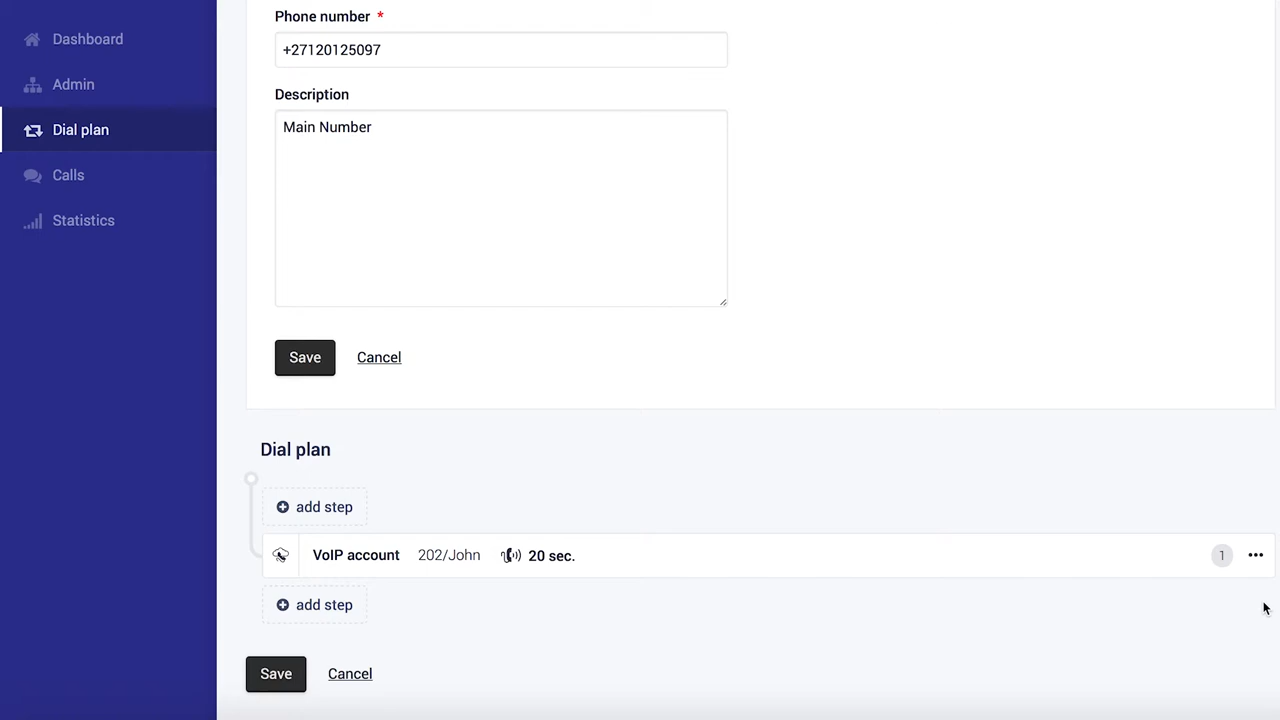 Dashboard
Admin
Dial plan
Calls
Statistics
Phone number *
+27120125097
Description
Main Number
Save Cancel
Dial plan
add step
VoIP account 202/John 20 sec. 1
add step
Save Cancel